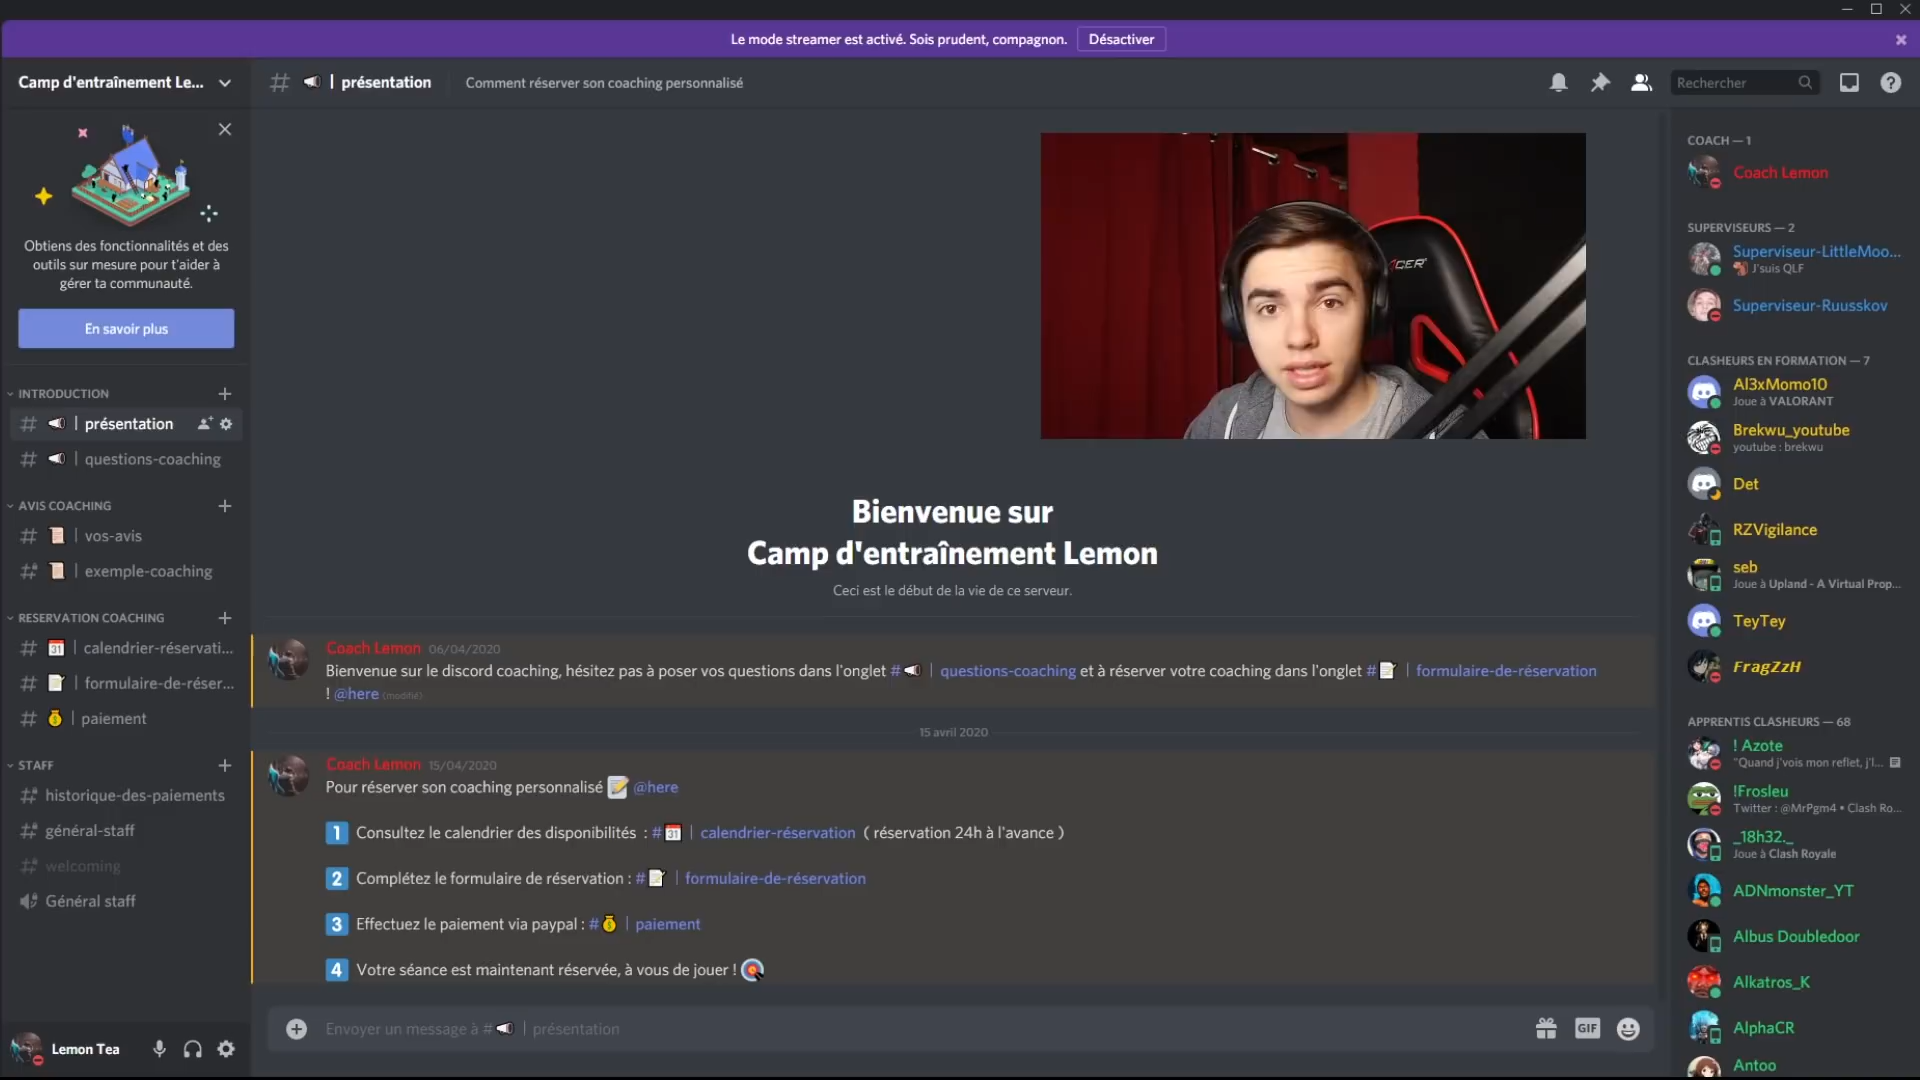 Le mode streamer est activé. Sois prudent, compagnon. Désactiver
Camp d'entraînement Le...
| présentation
Comment réserver son coaching personnalisé
Rechercher
Obtiens des fonctionnalités et des
outils sur mesure pour t'aider à
gérer ta communauté.
En savoir plus
INTRODUCTION
# | présentation
# | questions-coaching
AVIS COACHING
# | vos-avis
# | exemple-coaching
RESERVATION COACHING
# 31 | calendrier-réservati...
# | formulaire-de-réser...
# | paiement
STAFF
# historique-des-paiements
# général-staff
# welcoming
Général staff
Lemon Tea
Bienvenue sur
Camp d'entraînement Lemon
Ceci est le début de la vie de ce serveur.
Coach Lemon 06/04/2020
Bienvenue sur le discord coaching, hésitez pas à poser vos questions dans l'onglet # | questions-coaching et à réserver votre coaching dans l'onglet # | formulaire-de-réservation
! @here (modifié)
15 avril 2020
Coach Lemon 15/04/2020
Pour réserver son coaching personnalisé @here
1 Consultez le calendrier des disponibilités : # 31 | calendrier-réservation ( réservation 24h à l'avance )
2 Complétez le formulaire de réservation : # | formulaire-de-réservation
3 Effectuez le paiement via paypal : # | paiement
4 Votre séance est maintenant réservée, à vous de jouer !
Envoyer un message à # | présentation
GIF
COACH — 1
Coach Lemon
SUPERVISEURS — 2
Superviseur-LittleMoo...
J'suis QLF
Superviseur-Ruusskov
CLASHEURS EN FORMATION — 7
Al3xMomo10
Joue à VALORANT
Brekwu_youtube
youtube : brekwu
Det
RZVigilance
seb
Joue à Upland - A Virtual Prop...
TeyTey
FragZzH
APPRENTIS CLASHEURS — 68
! Azote
"Quand j'vois mon reflet, j'l...
!Frosleu
Twitter : @MrPgm4 • Clash Ro...
_18h32._
Joue à Clash Royale
ADNmonster_YT
Albus Doubledoor
Alkatros_K
AlphaCR
Antoo